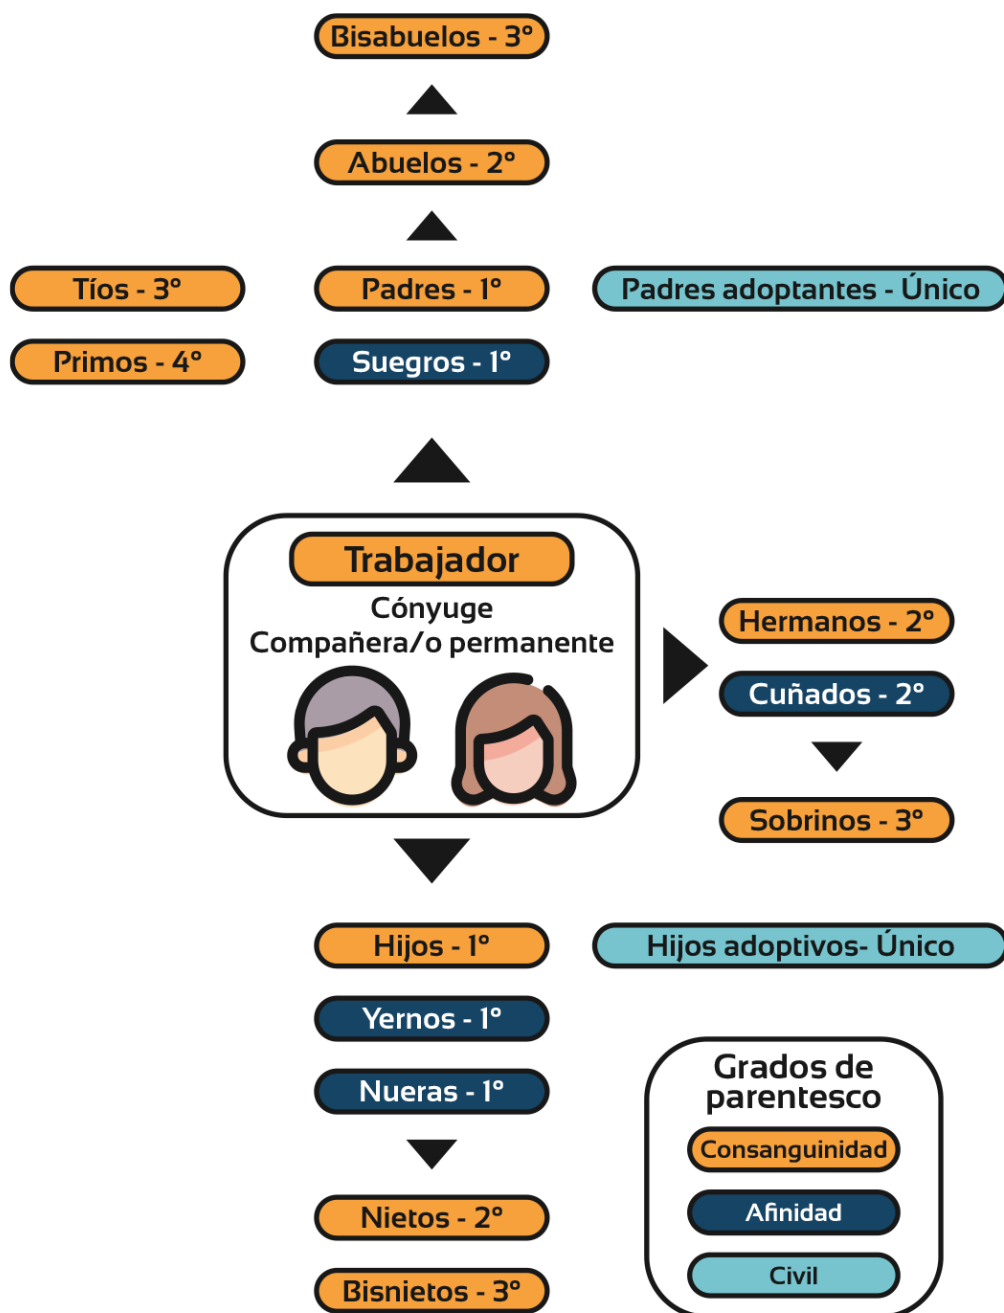 Bisabuelos - 3°
Abuelos - 2°
Tíos - 3°
Padres - 1°
Padres adoptantes - Único
Primos - 4°
Suegros - 1°
Trabajador
Cónyuge
Compañera/o permanente
Hermanos - 2°
Cuñados - 2°
Sobrinos - 3°
Hijos - 1°
Hijos adoptivos- Único
Yernos - 1°
Nueras - 1°
Nietos - 2°
Bisnietos - 3°
Grados de
parentesco
Consanguinidad
Afinidad
Civil